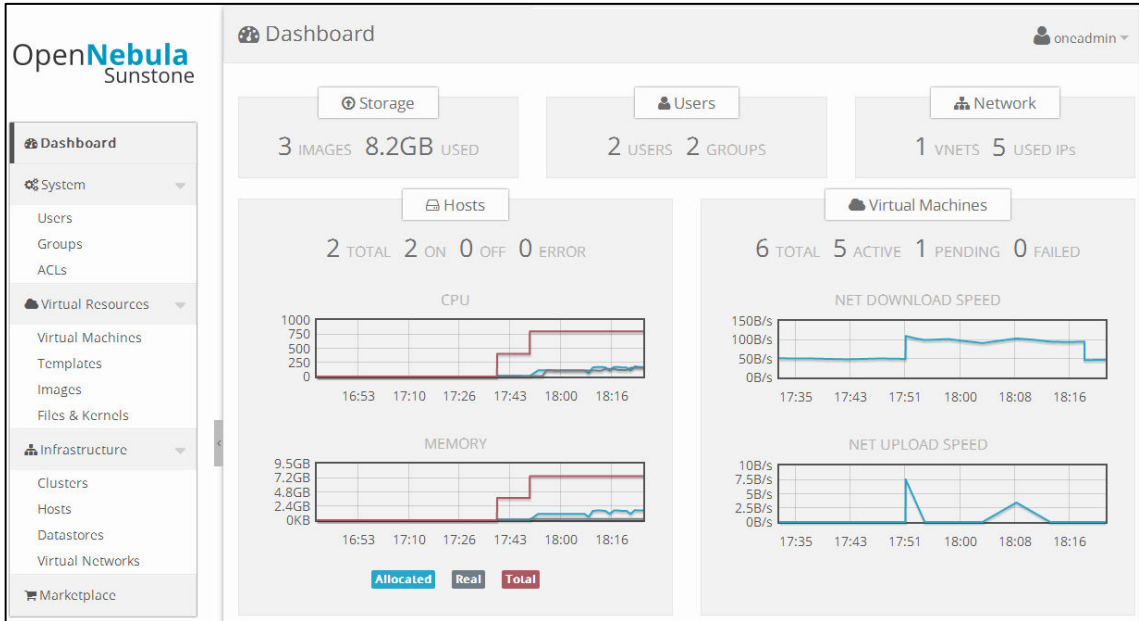 OpenNebula
Sunstone
Dashboard
oneadmin
Dashboard
System
Users
Groups
ACLs
Virtual Resources
Virtual Machines
Templates
Images
Files & Kernels
Infrastructure
Clusters
Hosts
Datastores
Virtual Networks
Marketplace
Storage
3 IMAGES 8.2GB USED
Users
2 USERS 2 GROUPS
Network
1 VNETS 5 USED IPs
Hosts
2 TOTAL 2 ON 0 OFF 0 ERROR
CPU
1000
750
500
250
0
16:53 17:10 17:26 17:43 18:00 18:16
MEMORY
9.5GB
7.2GB
4.8GB
2.4GB
0KB
16:53 17:10 17:26 17:43 18:00 18:16
Allocated Real Total
Virtual Machines
6 TOTAL 5 ACTIVE 1 PENDING 0 FAILED
NET DOWNLOAD SPEED
150B/s
100B/s
50B/s
0B/s
17:35 17:43 17:51 18:00 18:08 18:16
NET UPLOAD SPEED
10B/s
7.5B/s
5B/s
2.5B/s
0B/s
17:35 17:43 17:51 18:00 18:08 18:16